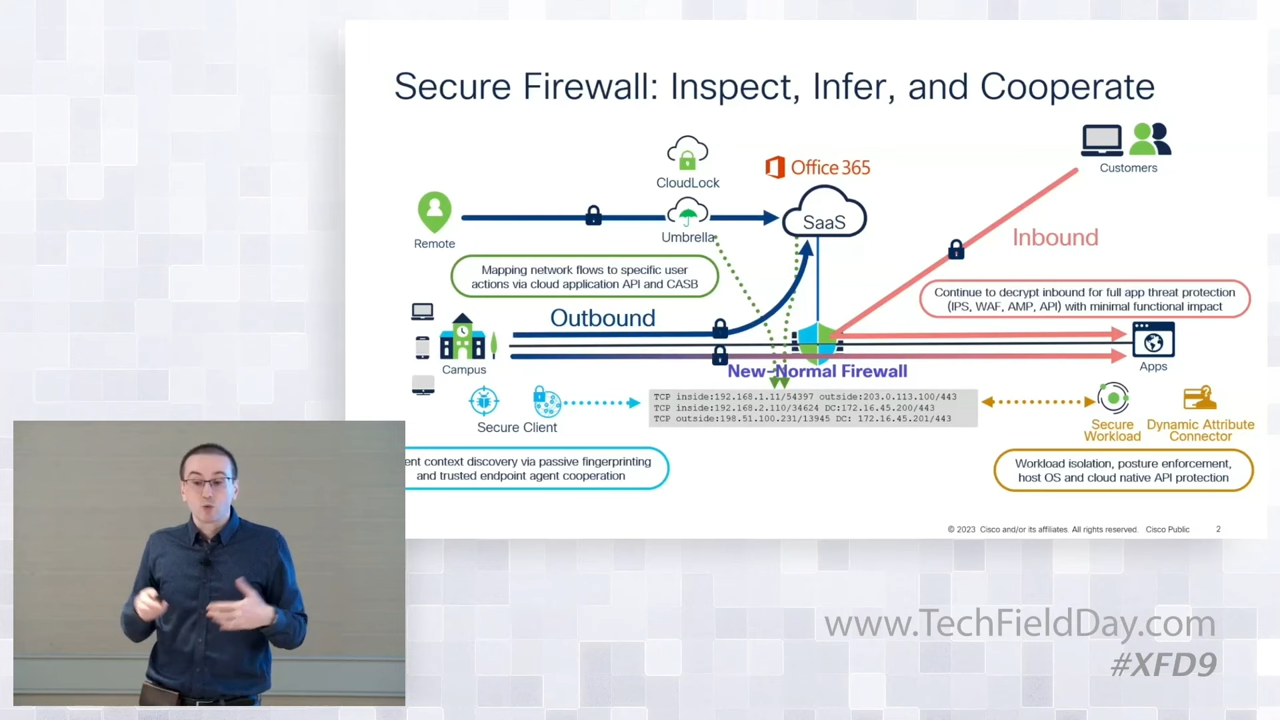 Secure Firewall: Inspect, Infer, and Cooperate
Customers
CloudLock
Office 365
Remote
Umbrella
SaaS
Inbound
Mapping network flows to specific user
actions via cloud application API and CASB
Continue to decrypt inbound for full app threat protection
(IPS, WAF, AMP, API) with minimal functional impact
Outbound
Campus
New-Normal Firewall
Apps
TCP inside:192.168.1.11/54397 outside:203.0.113.100/443
TCP inside:192.168.2.110/34624 DC:172.16.45.200/443
TCP outside:198.51.100.231/13945 DC: 172.16.45.201/443
Secure Client
Secure
Workload
Dynamic Attribute
Connector
context discovery via passive fingerprinting
and trusted endpoint agent cooperation
Workload isolation, posture enforcement,
host OS and cloud native API protection
© 2023 Cisco and/or its affiliates. All rights reserved. Cisco Public 2
www.TechFieldDay.com
#XFD9